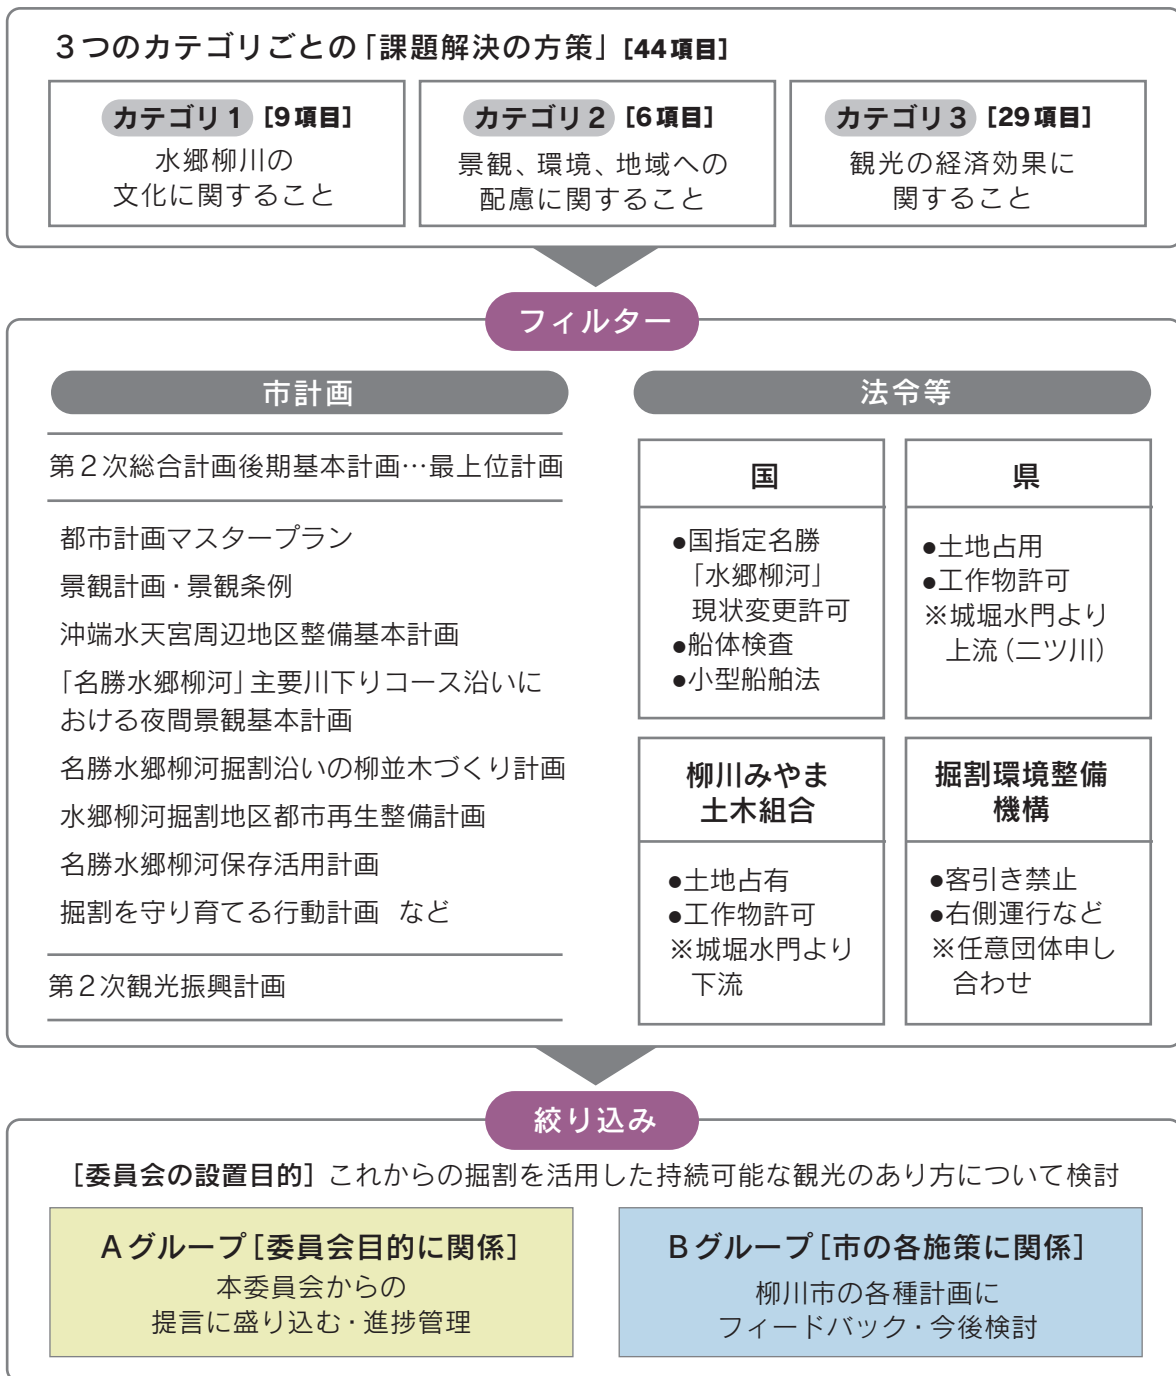 3つのカテゴリごとの「課題解決の方策」[44項目]
カテゴリ1 [9項目]
水郷柳川の
文化に関すること
カテゴリ2 [6項目]
景観、環境、地域への
配慮に関すること
カテゴリ3 [29項目]
観光の経済効果に
関すること
フィルター
市計画
第2次総合計画後期基本計画…最上位計画
都市計画マスタープラン
景観計画・景観条例
沖端水天宮周辺地区整備基本計画
「名勝水郷柳河」主要川下りコース沿いに
おける夜間景観基本計画
名勝水郷柳河掘割沿いの柳並木づくり計画
水郷柳河掘割地区都市再生整備計画
名勝水郷柳河保存活用計画
掘割を守り育てる行動計画 など
第2次観光振興計画
法令等
国
●国指定名勝
「水郷柳河」
現状変更許可
●船体検査
●小型船舶法
県
●土地占用
●工作物許可
※城堀水門より
上流(二ツ川)
柳川みやま
土木組合
●土地占有
●工作物許可
※城堀水門より
下流
掘割環境整備
機構
●客引き禁止
●右側運行など
※任意団体申し
合わせ
絞り込み
[委員会の設置目的] これからの掘割を活用した持続可能な観光のあり方について検討
Aグループ[委員会目的に関係]
本委員会からの
提言に盛り込む・進捗管理
Bグループ[市の各施策に関係]
柳川市の各種計画に
フィードバック・今後検討